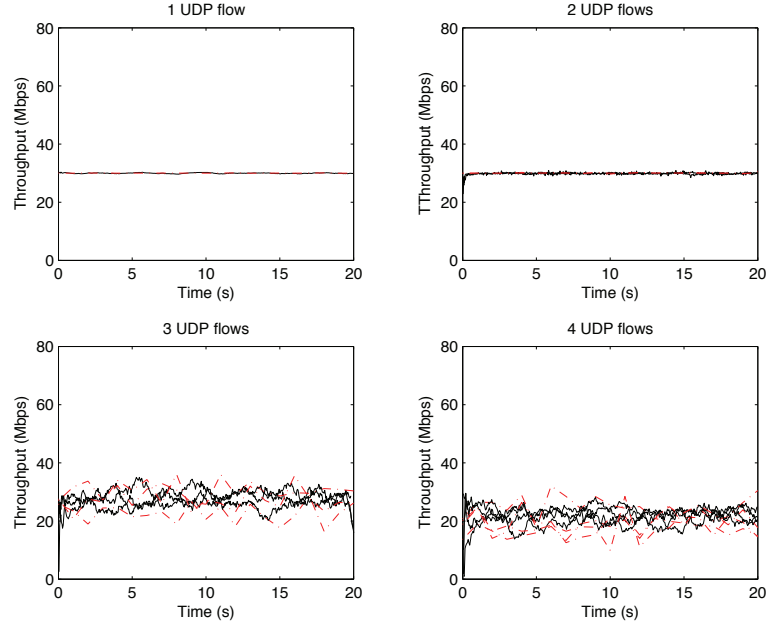 1 UDP flow
80
60
40
20
0
Throughput (Mbps)
0 5 10 15 20
Time (s)
2 UDP flows
80
60
40
20
0
TThroughput (Mbps)
0 5 10 15 20
Time (s)
3 UDP flows
80
60
40
20
0
Throughput (Mbps)
0 5 10 15 20
Time (s)
4 UDP flows
80
60
40
20
0
Throughput (Mbps)
0 5 10 15 20
Time (s)